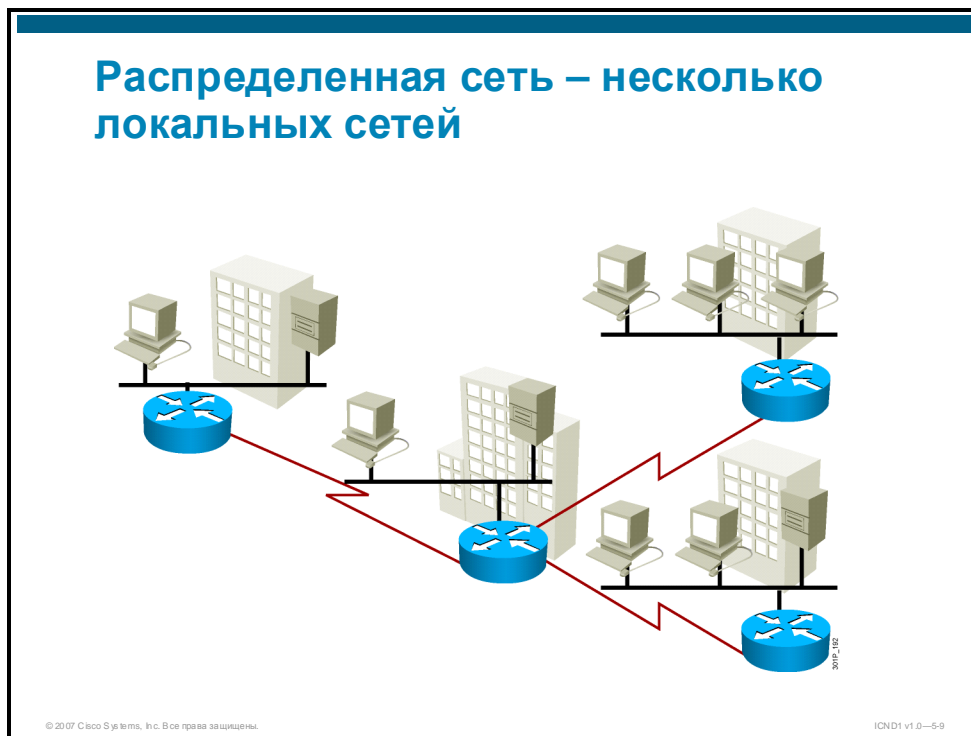 Распределенная сеть – несколько
локальных сетей
301P_192
© 2007 Cisco Systems, Inc. Все права защищены.
ICND1 v1.0—5-9